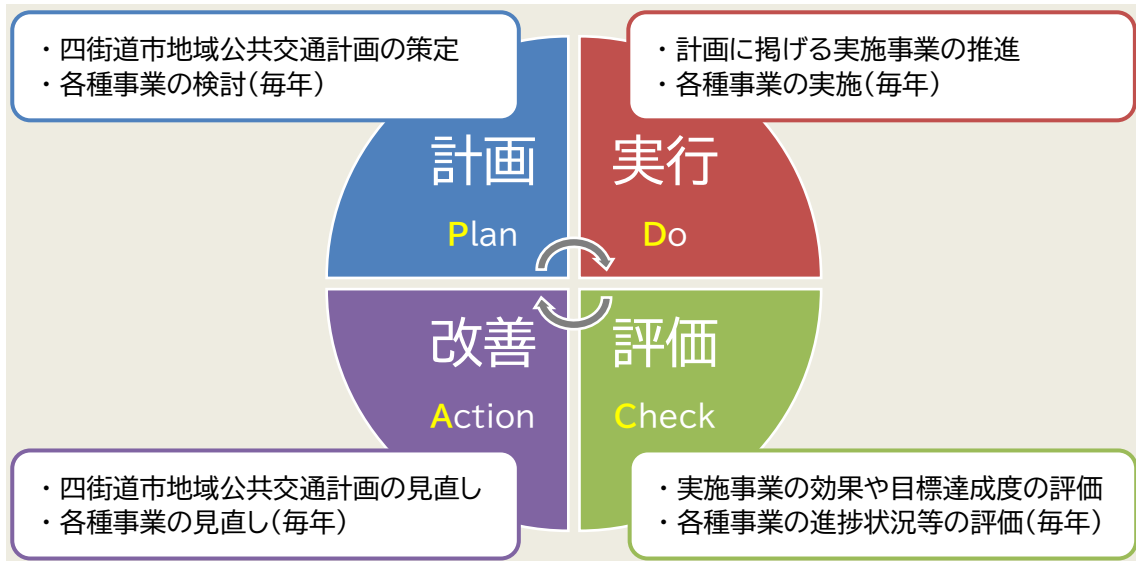 ・四街道市地域公共交通計画の策定
・各種事業の検討(毎年)
・計画に掲げる実施事業の推進
・各種事業の実施(毎年)
計画
Plan
実行
Do
改善
Action
評価
Check
・四街道市地域公共交通計画の見直し
・各種事業の見直し(毎年)
・実施事業の効果や目標達成度の評価
・各種事業の進捗状況等の評価(毎年)